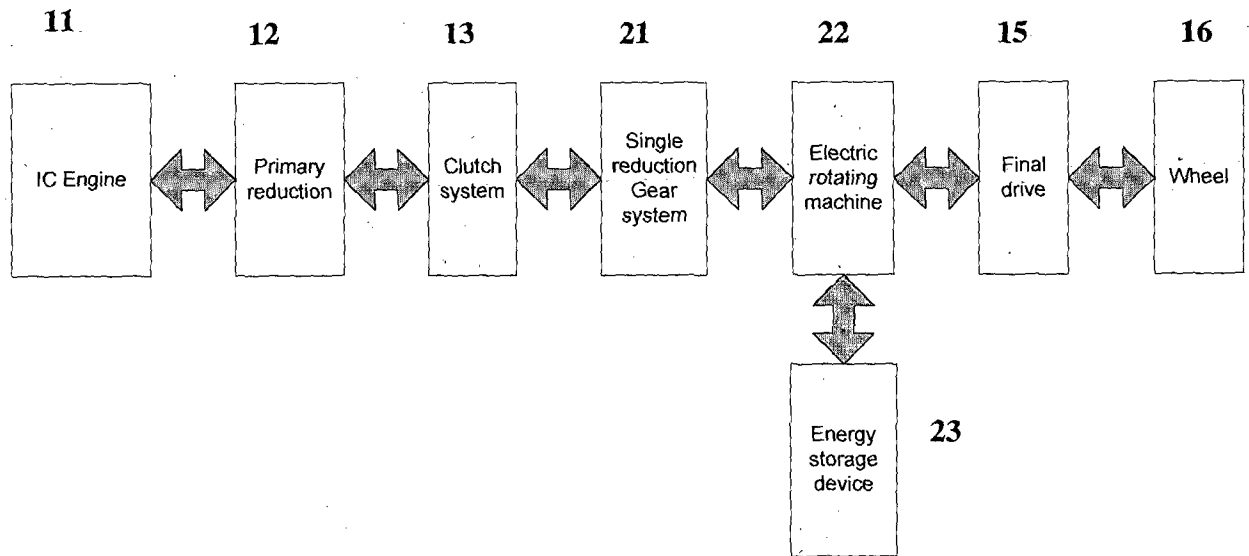 11
12
13
21
22
15
16
IC Engine
Primary
reduction
Clutch
system
Single
reduction
Gear
system
Electric
rotating
machine
Final
drive
Wheel
Energy
storage
device
23